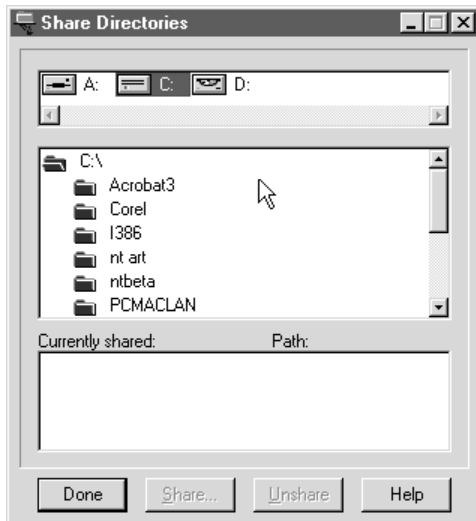 Share Directories
A: C: D:
C:\
Acrobat3
Corel
I386
nt art
ntbeta
PCMACLAN
Currently shared: Path:
Done Share... Unshare Help